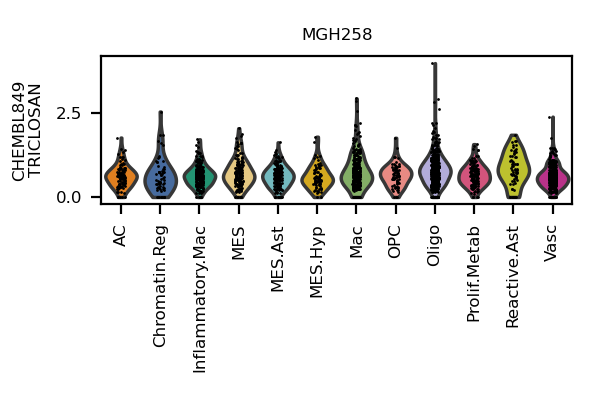 MGH258
CHEMBL849
TRICLOSAN
2.5
0.0
AC
Chromatin.Reg
Inflammatory.Mac
MES
MES.Ast
MES.Hyp
Mac
OPC
Oligo
Prolif.Metab
Reactive.Ast
Vasc